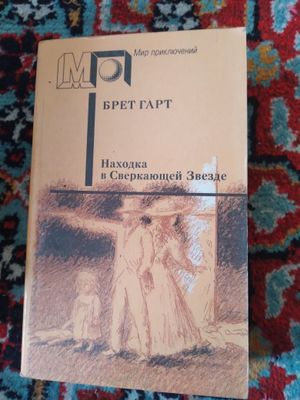 МП Мир приключений
БРЕТ ГАРТ
Находка
в Сверкающей Звезде